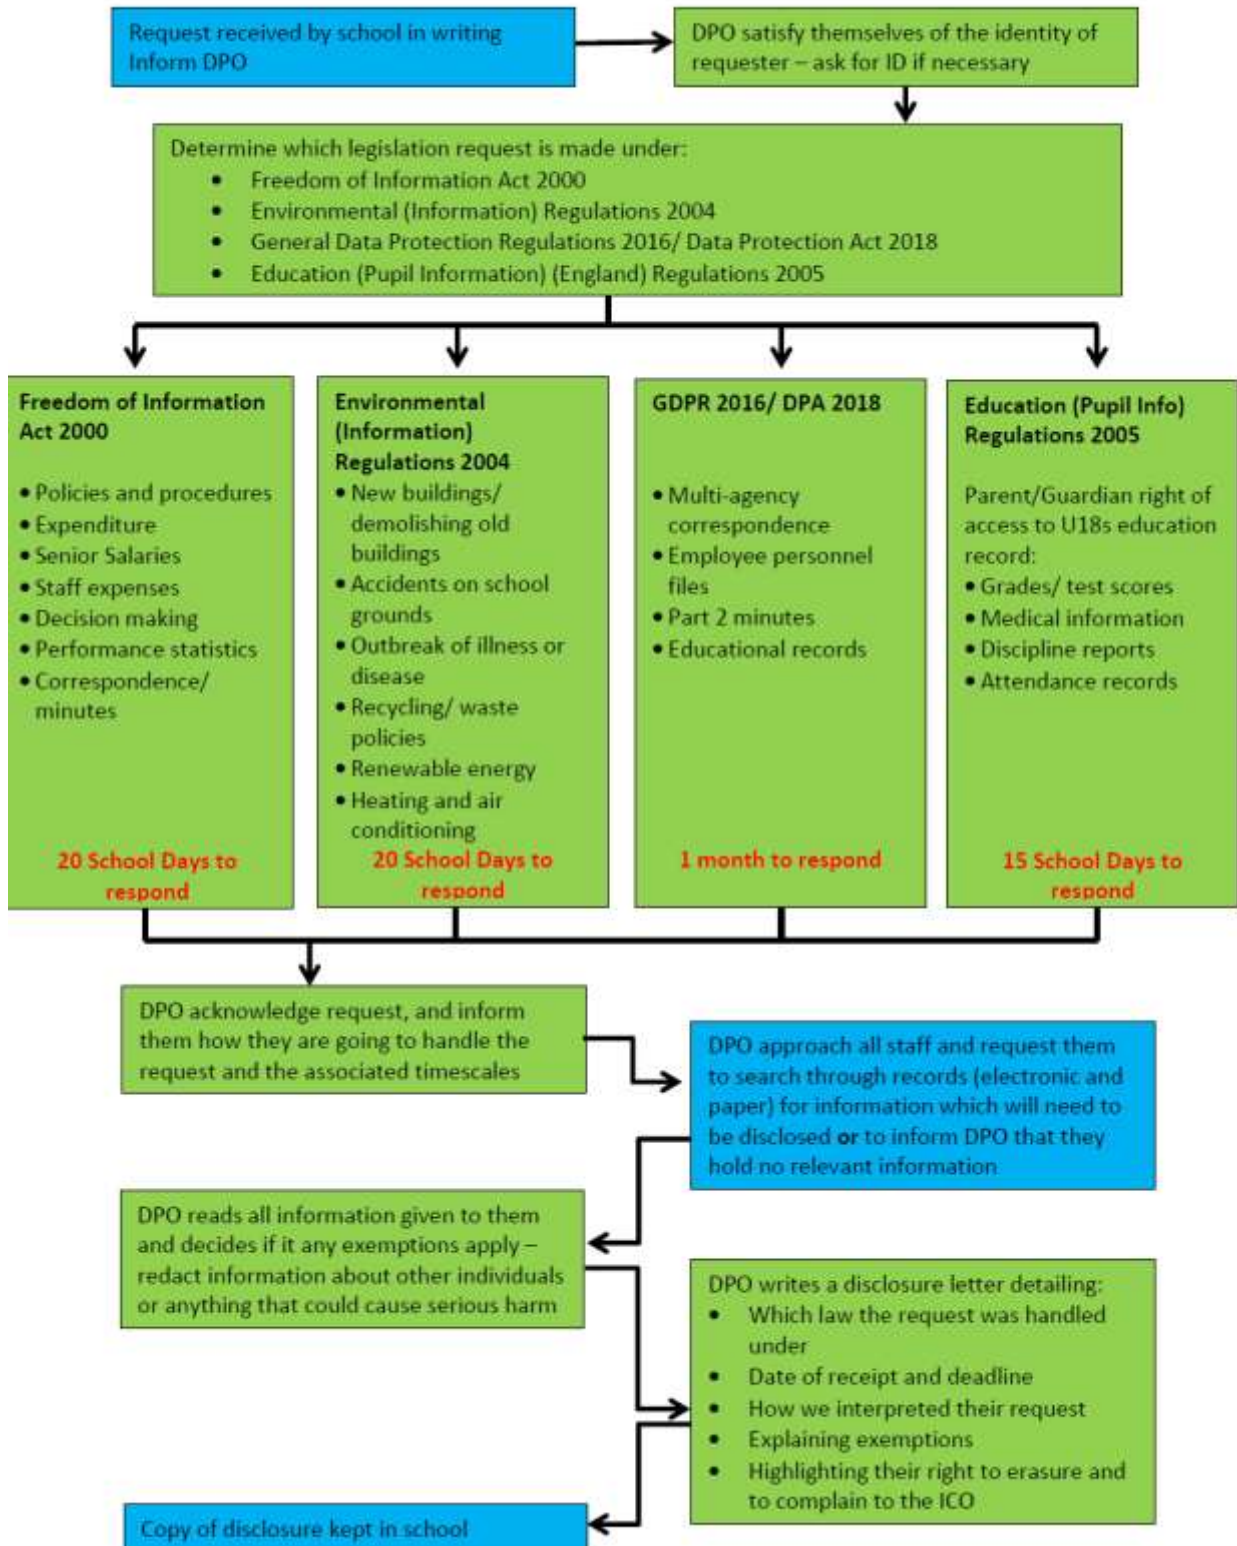 Request received by school in writing
Inform DPO
DPO satisfy themselves of the identity of
requester – ask for ID if necessary
Determine which legislation request is made under:
• Freedom of Information Act 2000
• Environmental (Information) Regulations 2004
• General Data Protection Regulations 2016/ Data Protection Act 2018
• Education (Pupil Information) (England) Regulations 2005
Freedom of Information
Act 2000
• Policies and procedures
• Expenditure
• Senior Salaries
• Staff expenses
• Decision making
• Performance statistics
• Correspondence/
minutes
20 School Days to
respond
Environmental
(Information)
Regulations 2004
• New buildings/
demolishing old
buildings
• Accidents on school
grounds
• Outbreak of illness or
disease
• Recycling/ waste
policies
• Renewable energy
• Heating and air
conditioning
20 School Days to
respond
GDPR 2016/ DPA 2018
• Multi-agency
correspondence
• Employee personnel
files
• Part 2 minutes
• Educational records
1 month to respond
Education (Pupil Info)
Regulations 2005
Parent/Guardian right of
access to U18s education
record:
• Grades/ test scores
• Medical information
• Discipline reports
• Attendance records
15 School Days to
respond
DPO acknowledge request, and inform
them how they are going to handle the
request and the associated timescales
DPO approach all staff and request them
to search through records (electronic and
paper) for information which will need to
be disclosed or to inform DPO that they
hold no relevant information
DPO reads all information given to them
and decides if it any exemptions apply –
redact information about other individuals
or anything that could cause serious harm
DPO writes a disclosure letter detailing:
• Which law the request was handled
under
• Date of receipt and deadline
• How we interpreted their request
• Explaining exemptions
• Highlighting their right to erasure and
to complain to the ICO
Copy of disclosure kept in school